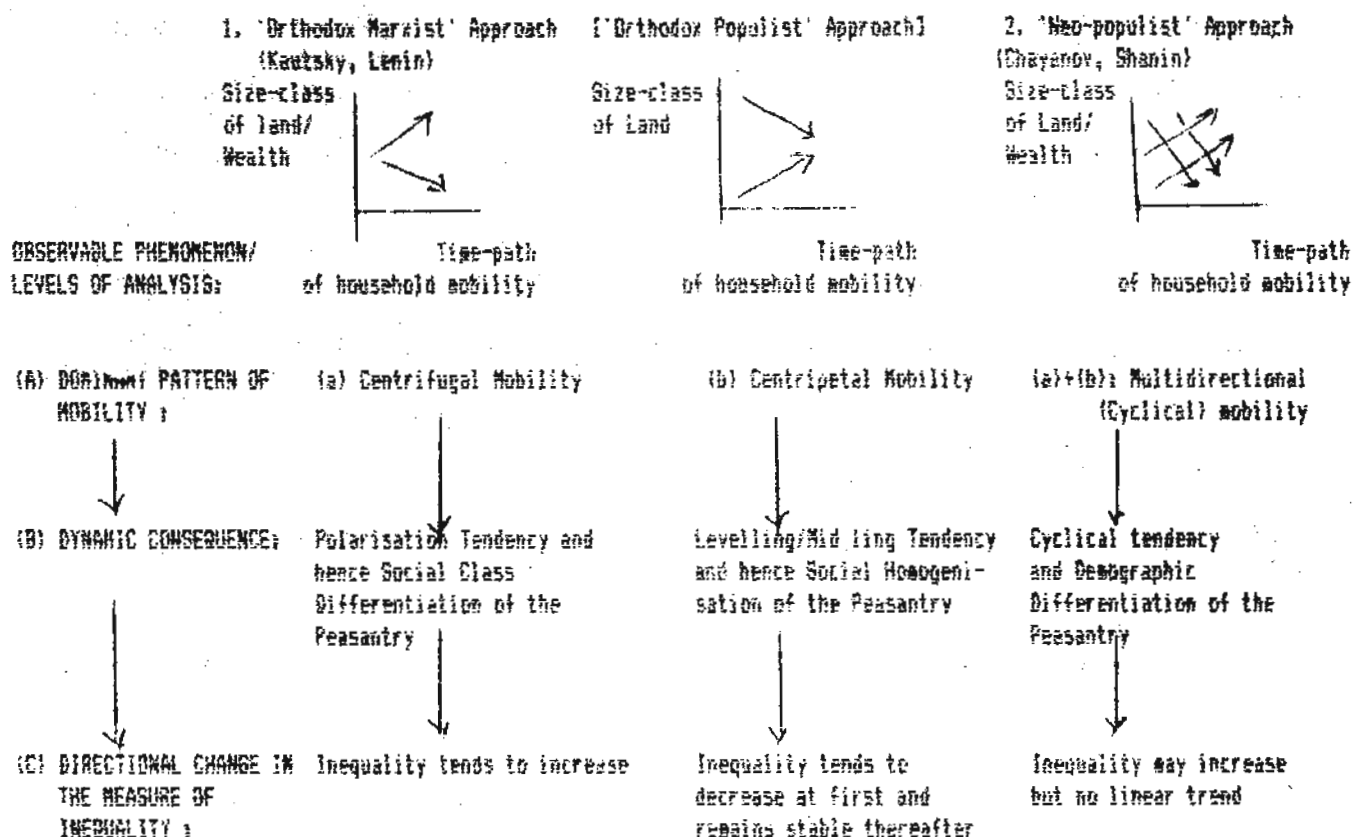 1. 'Orthodox Marxist' Approach
(Kautsky, Lenin)
Size-class
of land/
Wealth
Time-path
of household mobility
['Orthodox Populist' Approach]
Size-class
of Land
Time-path
of household mobility
2. 'Neo-populist' Approach
(Chayanov, Shanin)
Size-class
of Land/
Wealth
Time-path
of household mobility
OBSERVABLE PHENOMENON/
LEVELS OF ANALYSIS:
(A) DOMINANT PATTERN OF
MOBILITY :
(a) Centrifugal Mobility
(b) Centripetal Mobility
(a)+(b): Multidirectional
(Cyclical) mobility
(B) DYNAMIC CONSEQUENCE:
Polarisation Tendency and
hence Social Class
Differentiation of the
Peasantry
Levelling/Mid ling Tendency
and hence Social Homogeni-
sation of the Peasantry
Cyclical tendency
and Demographic
Differentiation of the
Peasantry
(C) DIRECTIONAL CHANGE IN
THE MEASURE OF
INEQUALITY :
Inequality tends to increase
Inequality tends to
decrease at first and
remains stable thereafter
Inequality may increase
but no linear trend